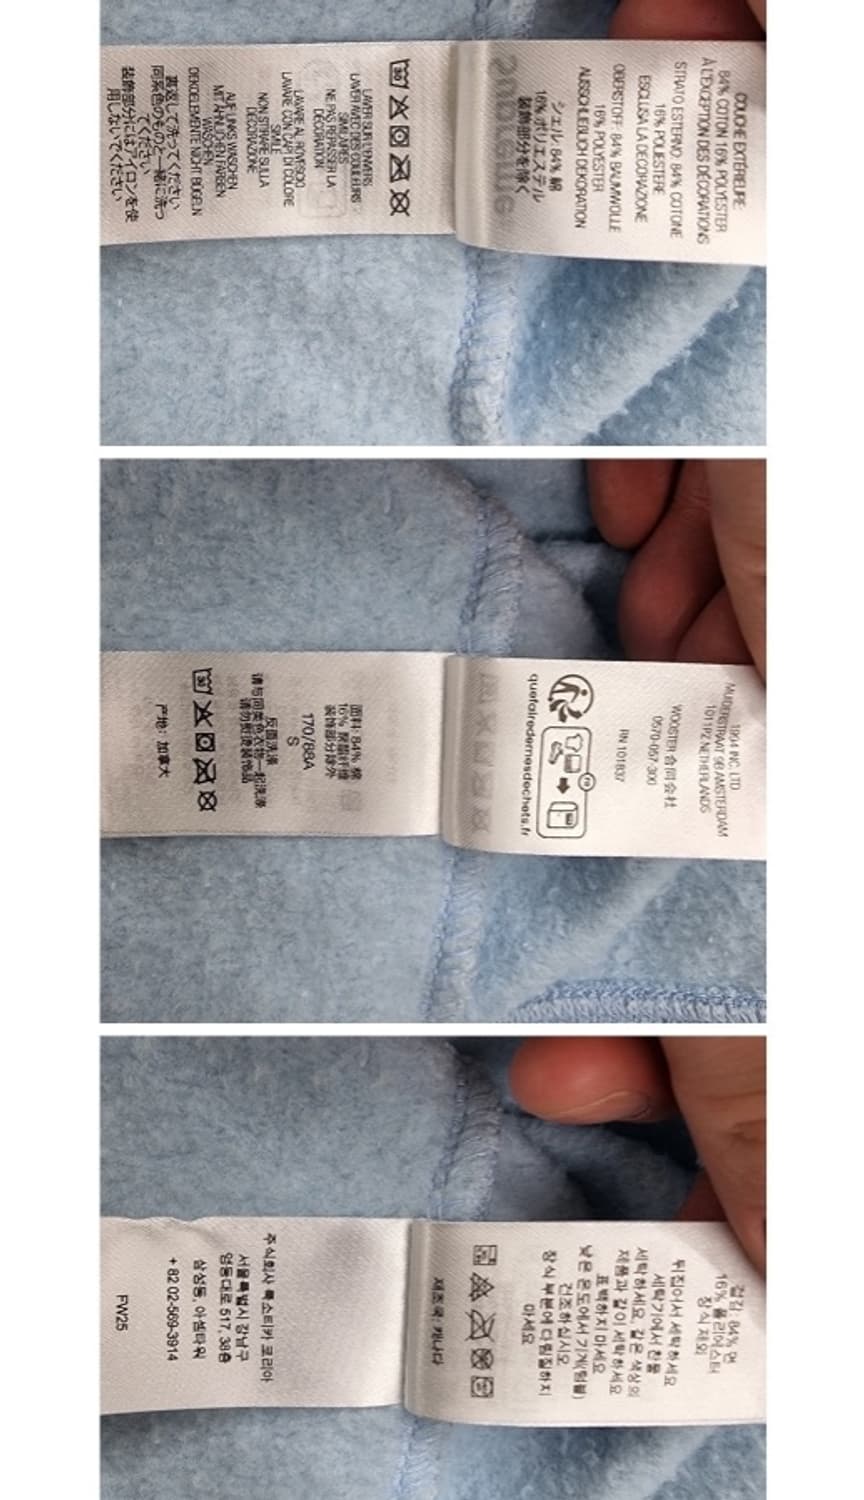 COUCHE EXTÉRIEURE:
84% COTON 16% POLYESTER
À L'EXCEPTION DES DÉCORATIONS
STRATO ESTERNO: 84% COTONE
16% POLIESTERE
ESCLUSA LA DECORAZIONE
OBERSTOFF: 84% BAUMWOLLE
16% POLYESTER
AUSSCHLIEßLICH DEKORATION
シェル 84% 綿
16% ポリエステル
装飾部分を除く
30
LAVER SUR L'ENVERS
LAVER AVEC DES COULEURS
SIMILAIRES
NE PAS REPASSER LA
DÉCORATION
LAVARE AL ROVESCIO
LAVARE CON CAPI DI COLORE
SIMILE
NON STIRARE SULLA
DECORAZIONE
AUF LINKS WASCHEN
MIT ÄHNLICHEN FARBEN
WASCHEN
DEKOELEMENTE NICHT BÜGELN
裏返して洗ってください
同系色のものと一緒に洗っ
てください
装飾部分にはアイロンを使
用しないでください
1904 INC. LTD
MUIDERSTRAAT 9B AMSTERDAM
1011PZ NETHERLANDS
WOOSTER 合同会社
0570-057-300
RN 101837
FR
quefairedemesdechets.fr
面料: 84% 棉
16% 聚酯纤维
装饰部分除外
170/88A
S
反面洗涤
请与同类色衣物一起洗涤
请勿熨烫装饰品
30
产地: 加拿大
겉감: 84% 면
16% 폴리에스터
장식 제외
뒤집어서 세탁하세요
세탁기에서 찬물
세탁하세요. 같은 색상의
제품과 같이 세탁하세요
표백하지 마세요
낮은 온도에서 기계(텀블)
건조하십시오
장식 부분에 다림질하지
마세요
제조국: 캐나다
주식회사 톡스티커 코리아
서울특별시 강남구
영동대로 517, 38층
삼성동, 아셈타워
+ 82 02-569-3914
FW25